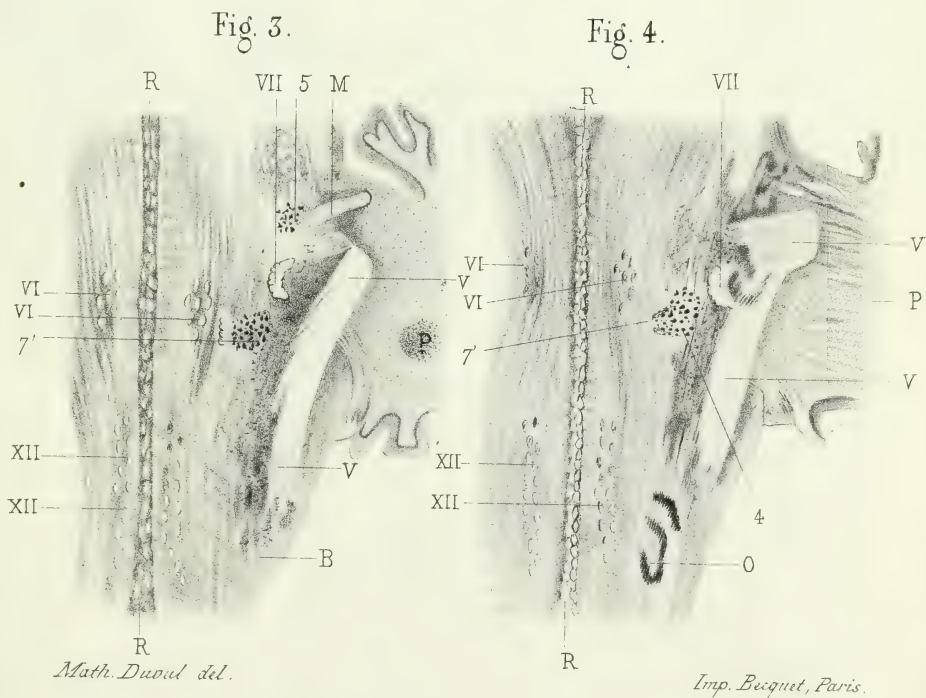 Fig. 3.
R VII 5 M
VI
VI
7'
V
P
XII
XII
V
B
R
Fig. 4.
R VII
VI
VI
7'
V
P
V
XII
XII
4
O
R
Math. Duval del.
Imp. Becquet, Paris.